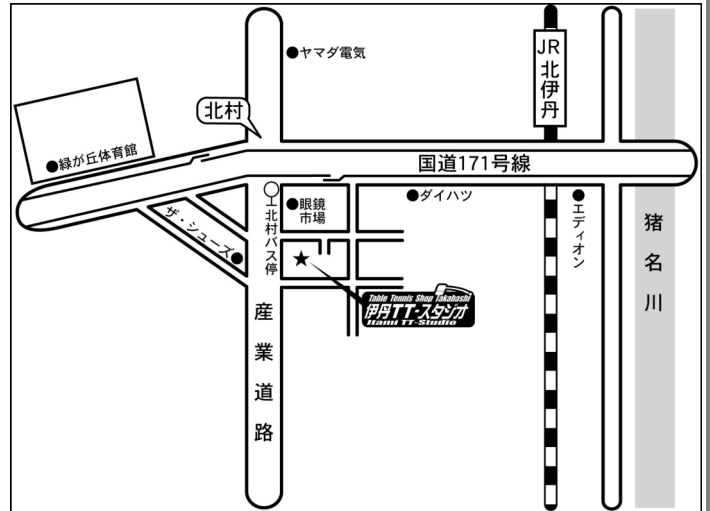 ヤマダ電気
JR北伊丹
北村
緑が丘体育館
国道171号線
ザ・シューズ
北村バス停
眼鏡
市場
ダイハツ
エディオン
猪名川
Table Tennis Shop Takahashi
伊丹TT-スタジオ
Itami TT-Studio
産業道路